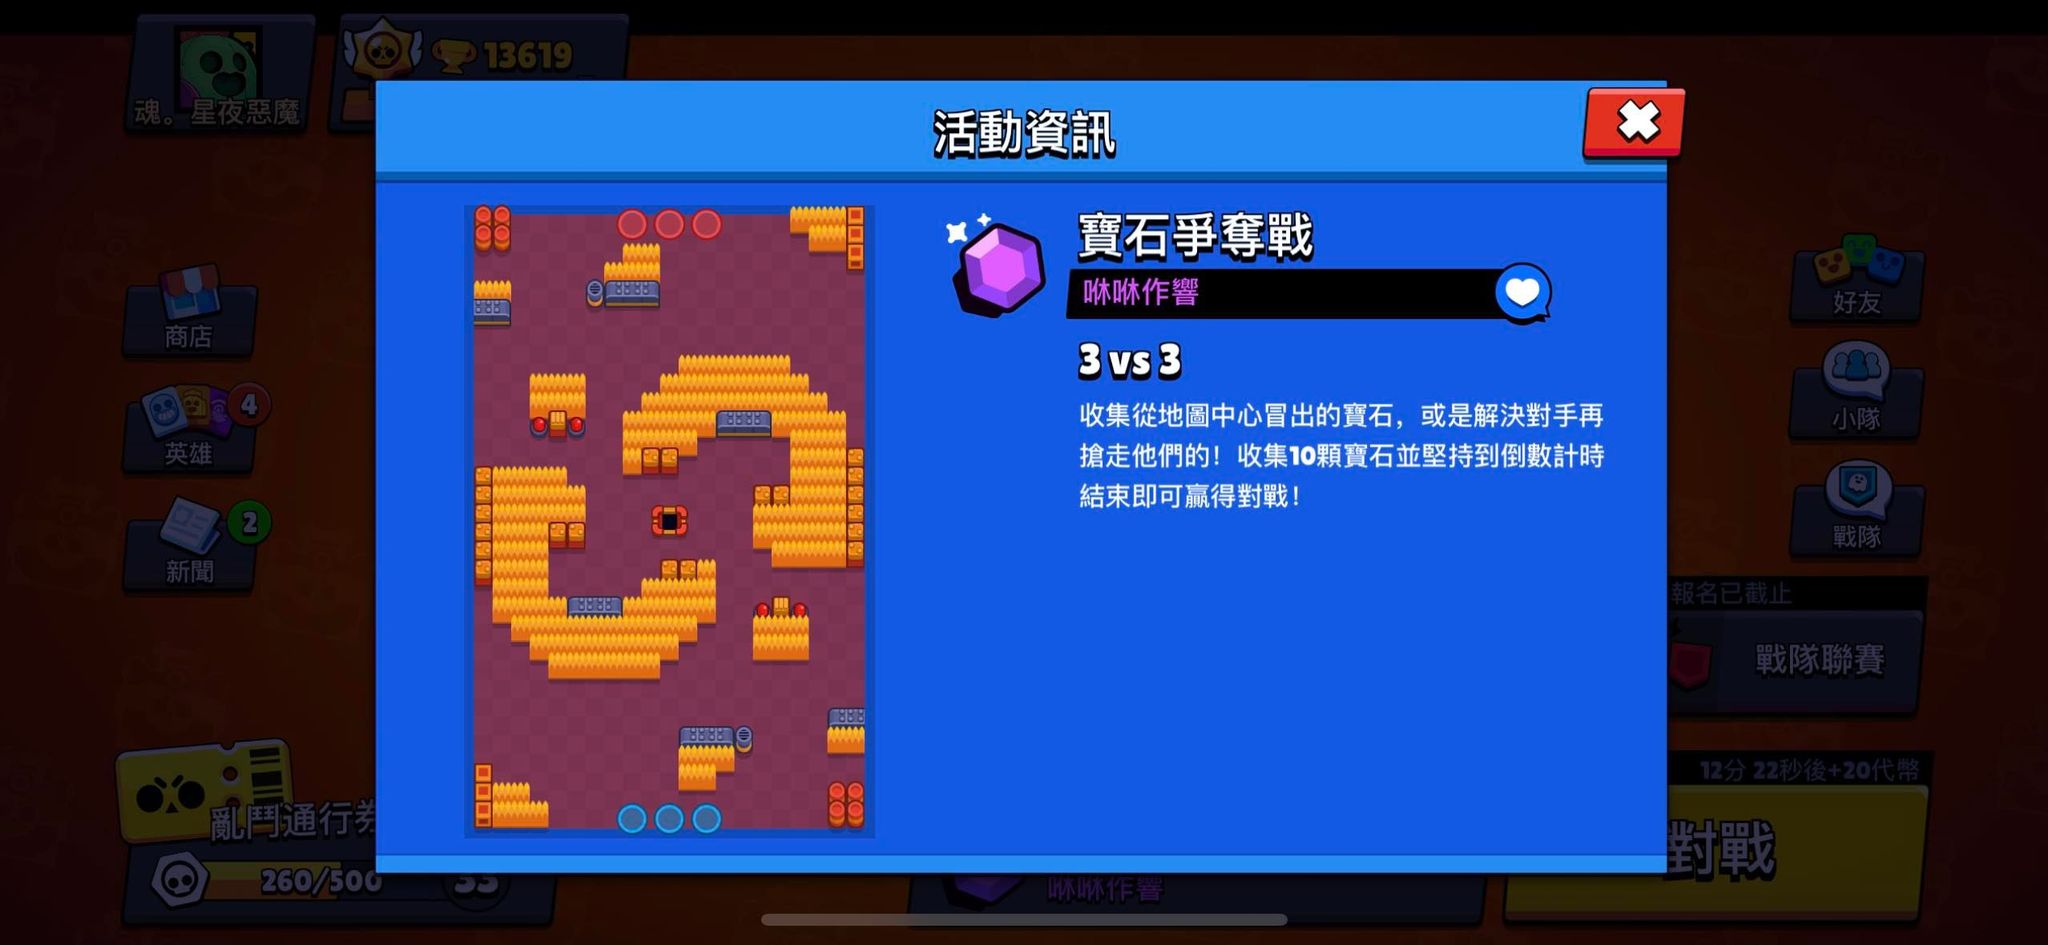 魂。星夜惡魔
13619
活動資訊
寶石爭奪戰
咻咻作響
3 vs 3
收集從地圖中心冒出的寶石，或是解決對手再
搶走他們的！收集10顆寶石並堅持到倒數計時
結束即可贏得對戰！
商店
4
英雄
2
新聞
亂鬥通行券
260/500
33
好友
小隊
戰隊
報名已截止
戰隊聯賽
12分 22秒後+20代幣
對戰
咻咻作響